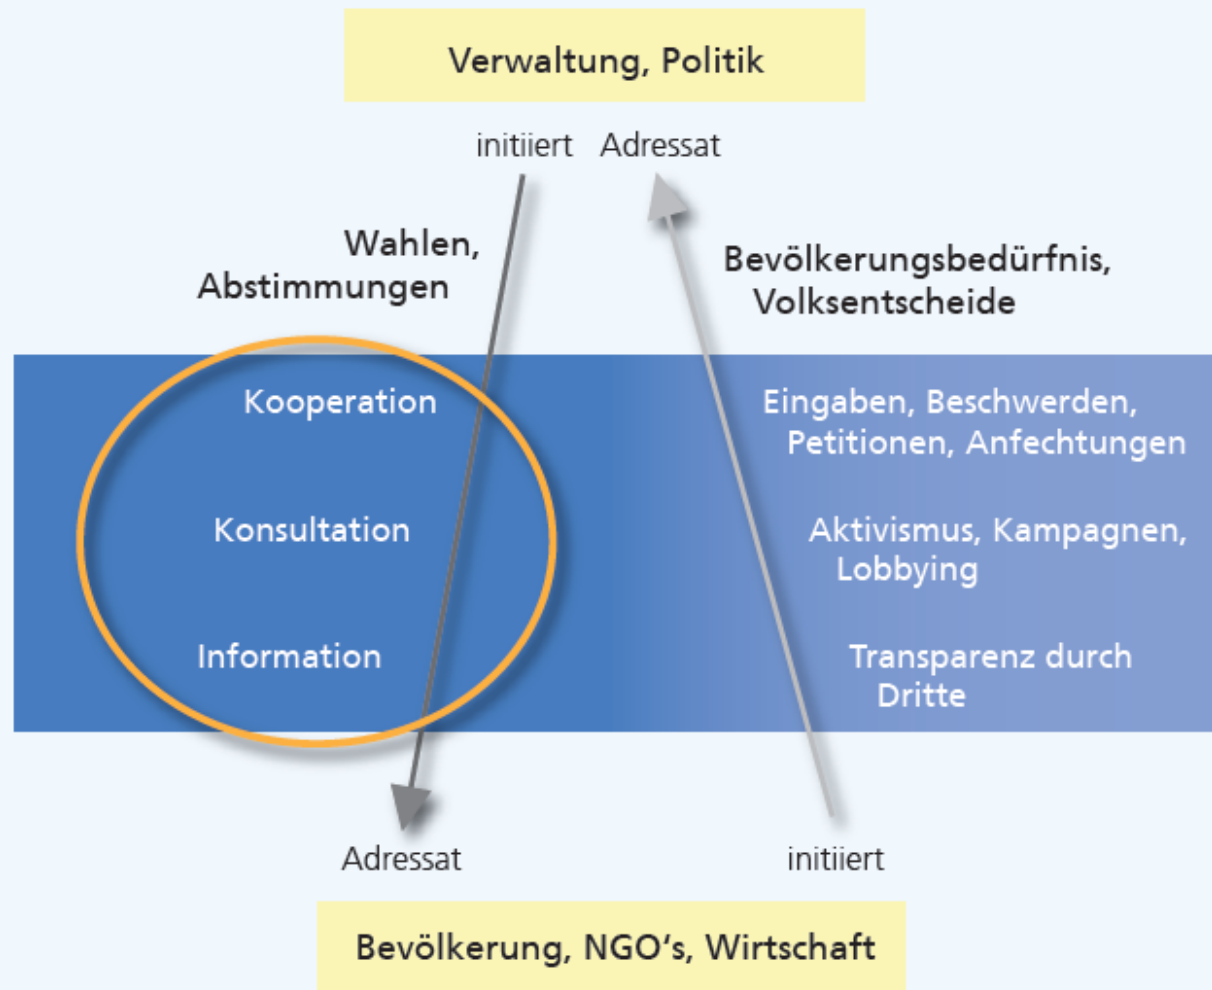 Verwaltung, Politik
initiiert Adressat
Wahlen,
Abstimmungen
Bevölkerungsbedürfnis,
Volksentscheide
Kooperation
Eingaben, Beschwerden,
Petitionen, Anfechtungen
Konsultation
Aktivismus, Kampagnen,
Lobbying
Information
Transparenz durch
Dritte
Adressat
initiiert
Bevölkerung, NGO's, Wirtschaft